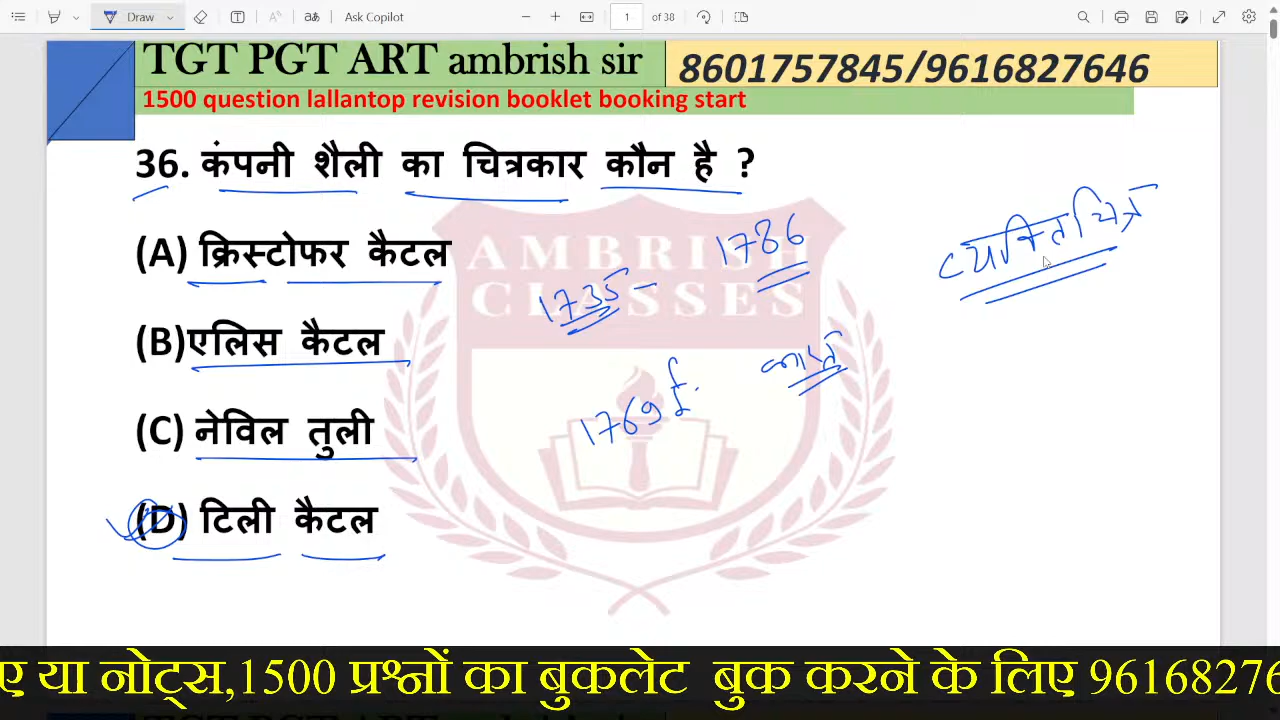 Draw
Ask Copilot
1 of 38
TGT PGT ART ambrish sir
8601757845/9616827646
1500 question lallantop revision booklet booking start
36. कंपनी शैली का चित्रकार कौन है ?
व्यक्तिचित्र
(A) क्रिस्टोफर कैटल
1735 - 1786
(B)एलिस कैटल
1769 ई.
(C) नेविल तुली
(D) टिली कैटल
AMBRISH
CLASSES
ए या नोट्स,1500 प्रश्नों का बुकलेट बुक करने के लिए 96168276